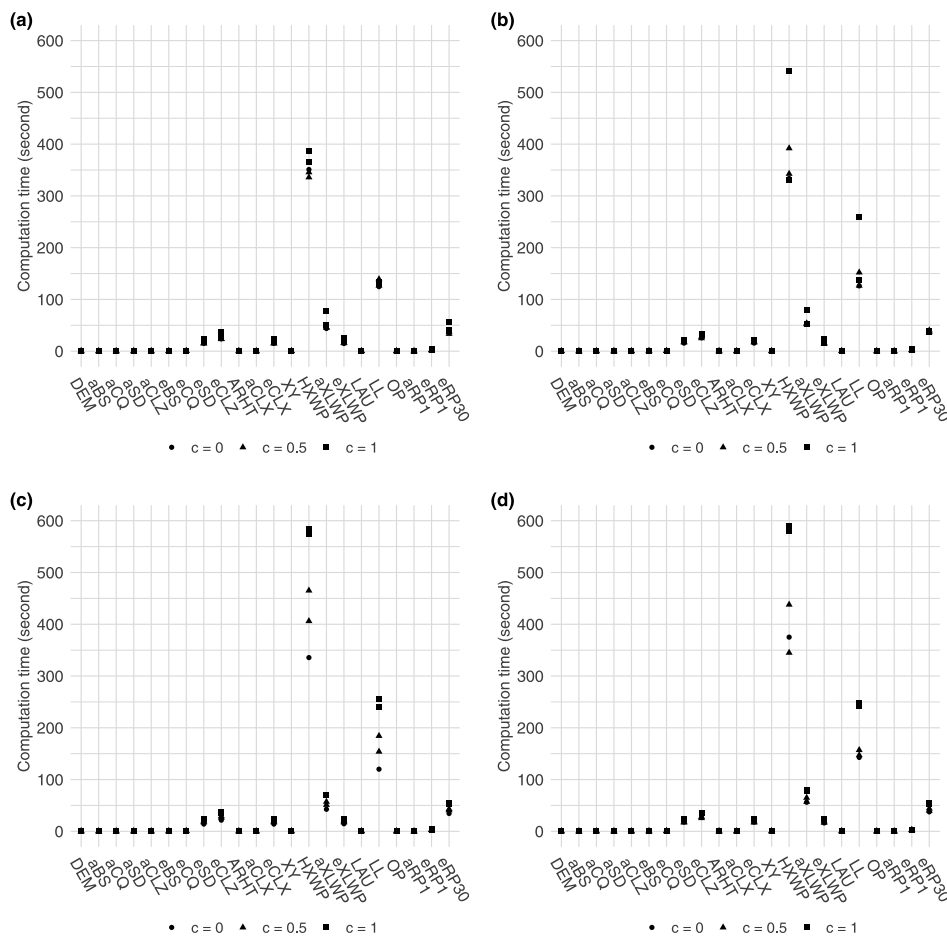 (a)
600
500
400
300
200
100
0
Computation time (second)
DEM
aBS
aCQ
aSD
aCLZ
eBS
eCQ
eSD
eCLZ
ARHT
aCLX
eCLX
XY
HXWP
aXLWP
eXLWP
LAU
LL
OP
aRP1
eRP1
eRP30
c = 0 c = 0.5 c = 1
(b)
600
500
400
300
200
100
0
Computation time (second)
DEM
aBS
aCQ
aSD
aCLZ
eBS
eCQ
eSD
eCLZ
ARHT
aCLX
eCLX
XY
HXWP
aXLWP
eXLWP
LAU
LL
OP
aRP1
eRP1
eRP30
c = 0 c = 0.5 c = 1
(c)
600
500
400
300
200
100
0
Computation time (second)
DEM
aBS
aCQ
aSD
aCLZ
eBS
eCQ
eSD
eCLZ
ARHT
aCLX
eCLX
XY
HXWP
aXLWP
eXLWP
LAU
LL
OP
aRP1
eRP1
eRP30
c = 0 c = 0.5 c = 1
(d)
600
500
400
300
200
100
0
Computation time (second)
DEM
aBS
aCQ
aSD
aCLZ
eBS
eCQ
eSD
eCLZ
ARHT
aCLX
eCLX
XY
HXWP
aXLWP
eXLWP
LAU
LL
OP
aRP1
eRP1
eRP30
c = 0 c = 0.5 c = 1